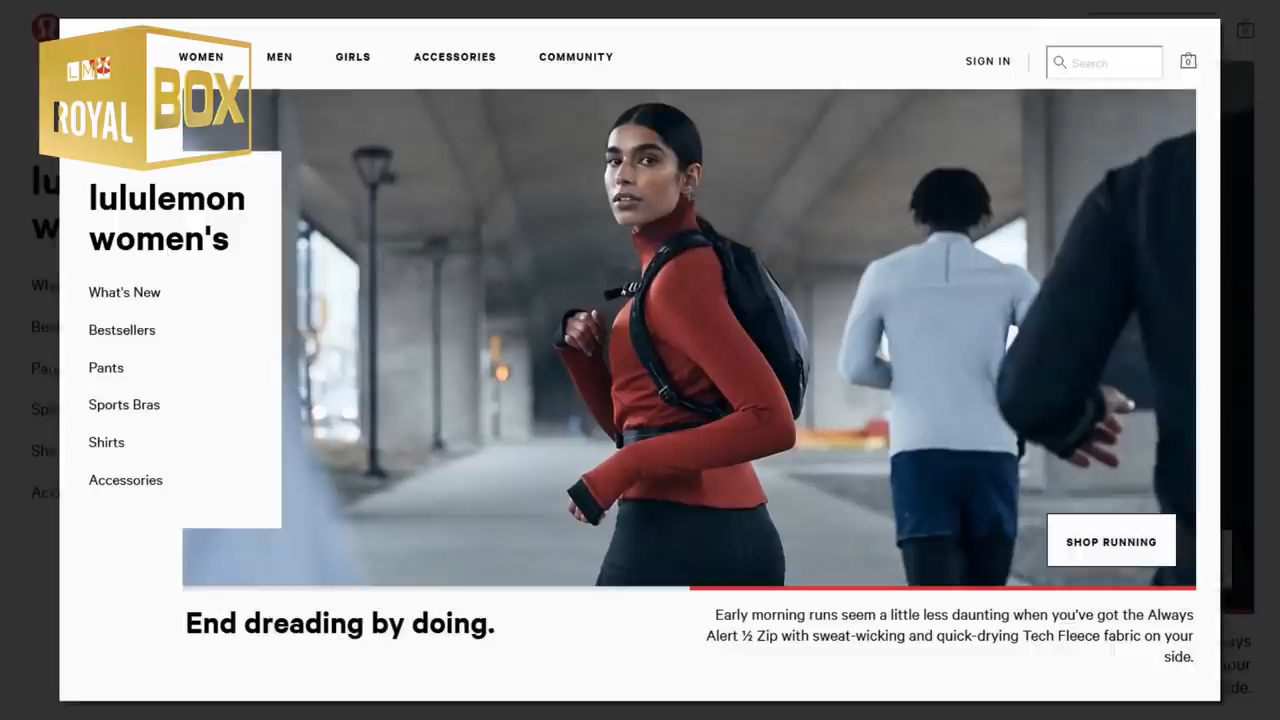 WOMEN
MEN
GIRLS
ACCESSORIES
COMMUNITY
SIGN IN
Search
0
ROYAL
BOX
lululemon
women's
What's New
Bestsellers
Pants
Sports Bras
Shirts
Accessories
SHOP RUNNING
End dreading by doing.
Early morning runs seem a little less daunting when you've got the Always
Alert ½ Zip with sweat-wicking and quick-drying Tech Fleece fabric on your
side.